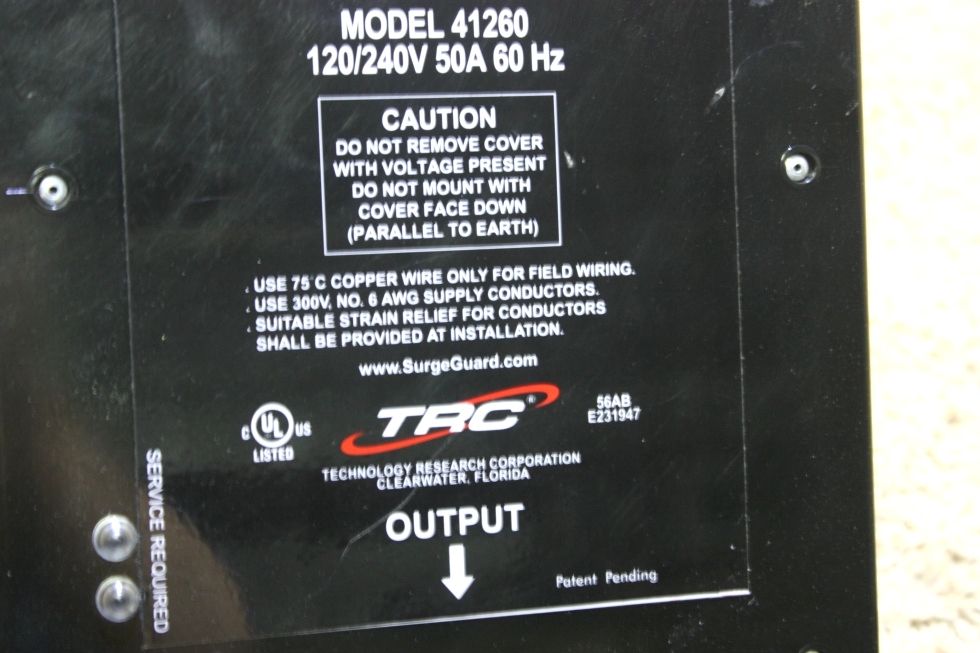 MODEL 41260
120/240V 50A 60 Hz
CAUTION
DO NOT REMOVE COVER
WITH VOLTAGE PRESENT
DO NOT MOUNT WITH
COVER FACE DOWN
(PARALLEL TO EARTH)
. USE 75°C COPPER WIRE ONLY FOR FIELD WIRING.
. USE 300V, NO. 6 AWG SUPPLY CONDUCTORS.
. SUITABLE STRAIN RELIEF FOR CONDUCTORS
SHALL BE PROVIDED AT INSTALLATION.
www.SurgeGuard.com
C UL US
LISTED
TRC®
56AB
E231947
TECHNOLOGY RESEARCH CORPORATION
CLEARWATER, FLORIDA
SERVICE REQUIRED
OUTPUT
Patent Pending